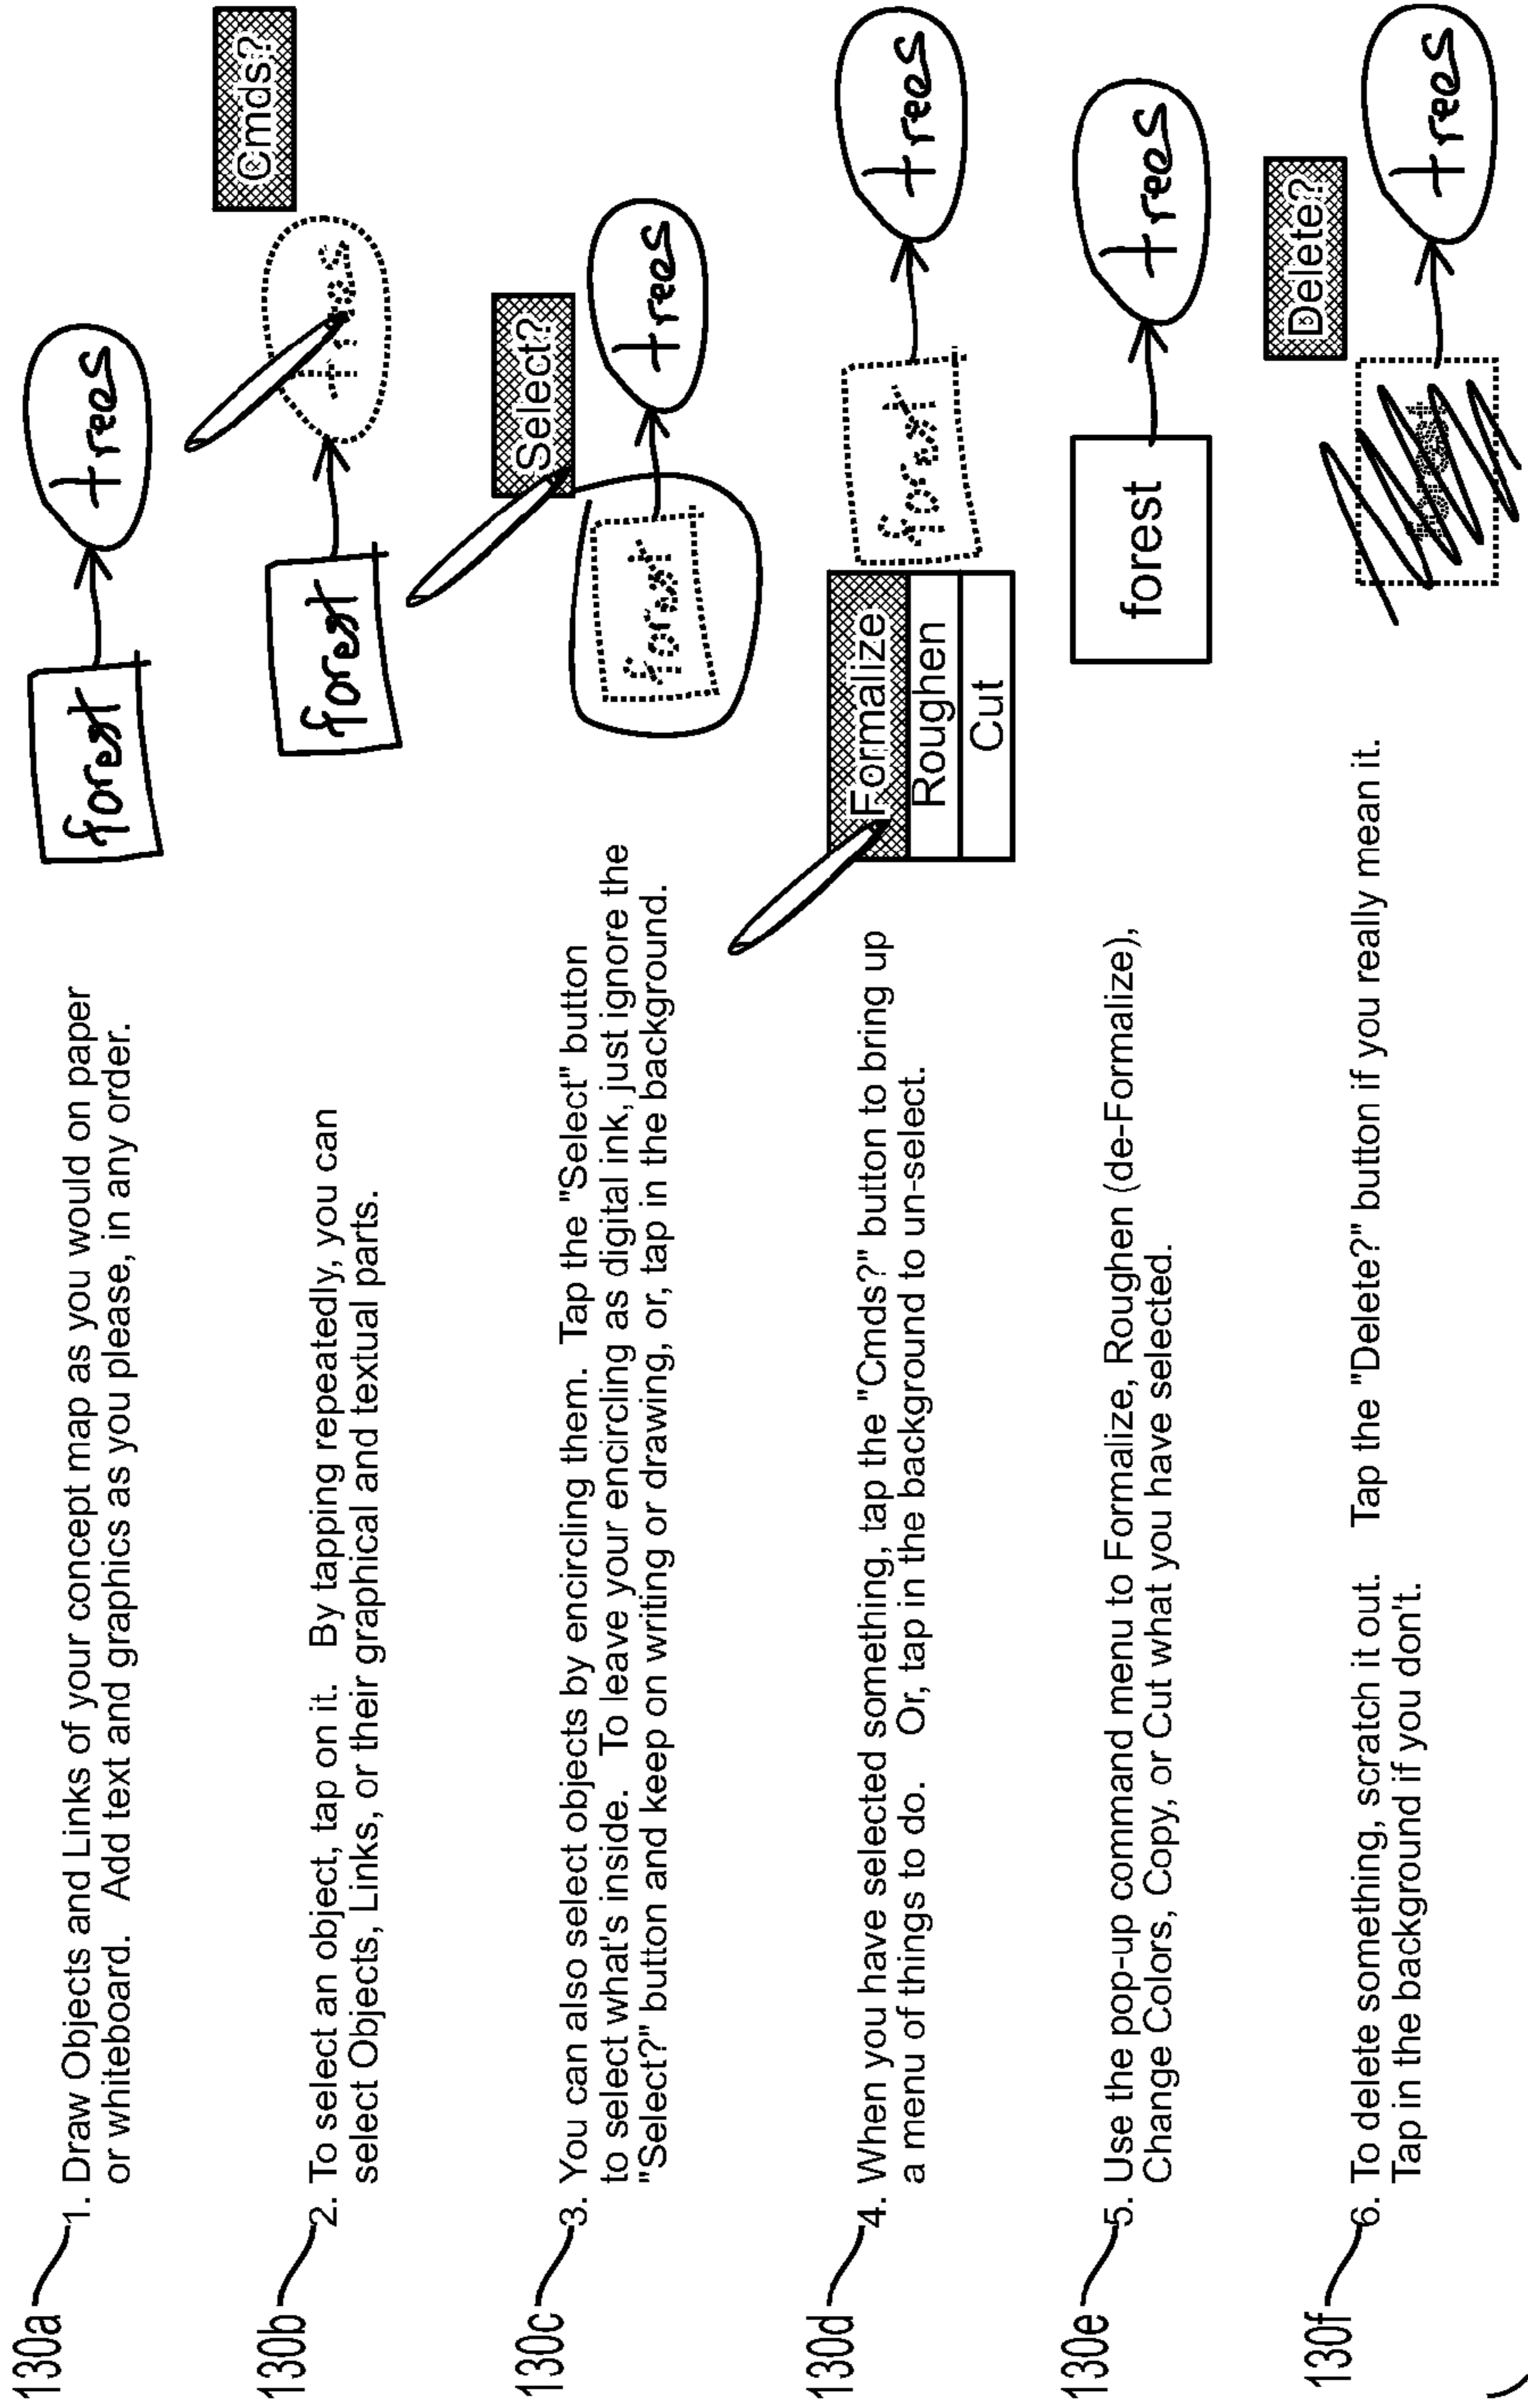 130a
1. Draw Objects and Links of your concept map as you would on paper
or whiteboard. Add text and graphics as you please, in any order.
forest
trees
130b
2. To select an object, tap on it. By tapping repeatedly, you can
select Objects, Links, or their graphical and textual parts.
forest
trees
Cmds?
130c
3. You can also select objects by encircling them. Tap the "Select" button
to select what's inside. To leave your encircling as digital ink, just ignore the
"Select?" button and keep on writing or drawing, or, tap in the background.
forest
Select?
trees
130d
4. When you have selected something, tap the "Cmds?" button to bring up
a menu of things to do. Or, tap in the background to un-select.
Formalize
Roughen
Cut
forest
trees
130e
5. Use the pop-up command menu to Formalize, Roughen (de-Formalize),
Change Colors, Copy, or Cut what you have selected.
forest
trees
130f
6. To delete something, scratch it out. Tap the "Delete?" button if you really mean it.
Tap in the background if you don't.
Delete?
trees